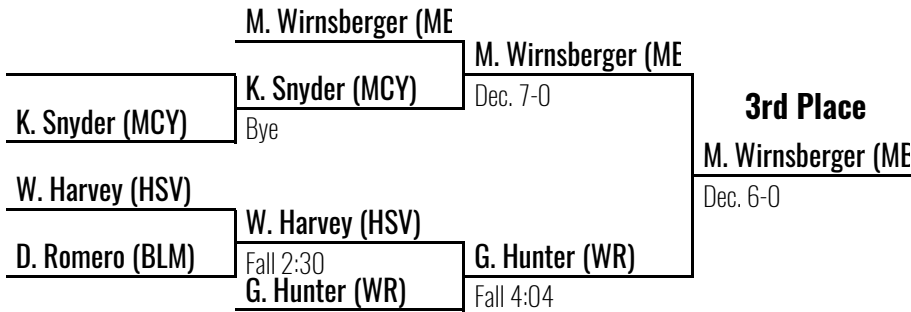 M. Wirnsberger (ME
M. Wirnsberger (ME
K. Snyder (MCY)
Dec. 7-0
K. Snyder (MCY)
Bye
3rd Place
M. Wirnsberger (ME
W. Harvey (HSV)
Dec. 6-0
W. Harvey (HSV)
D. Romero (BLM)
Fall 2:30
G. Hunter (WR)
G. Hunter (WR)
Fall 4:04